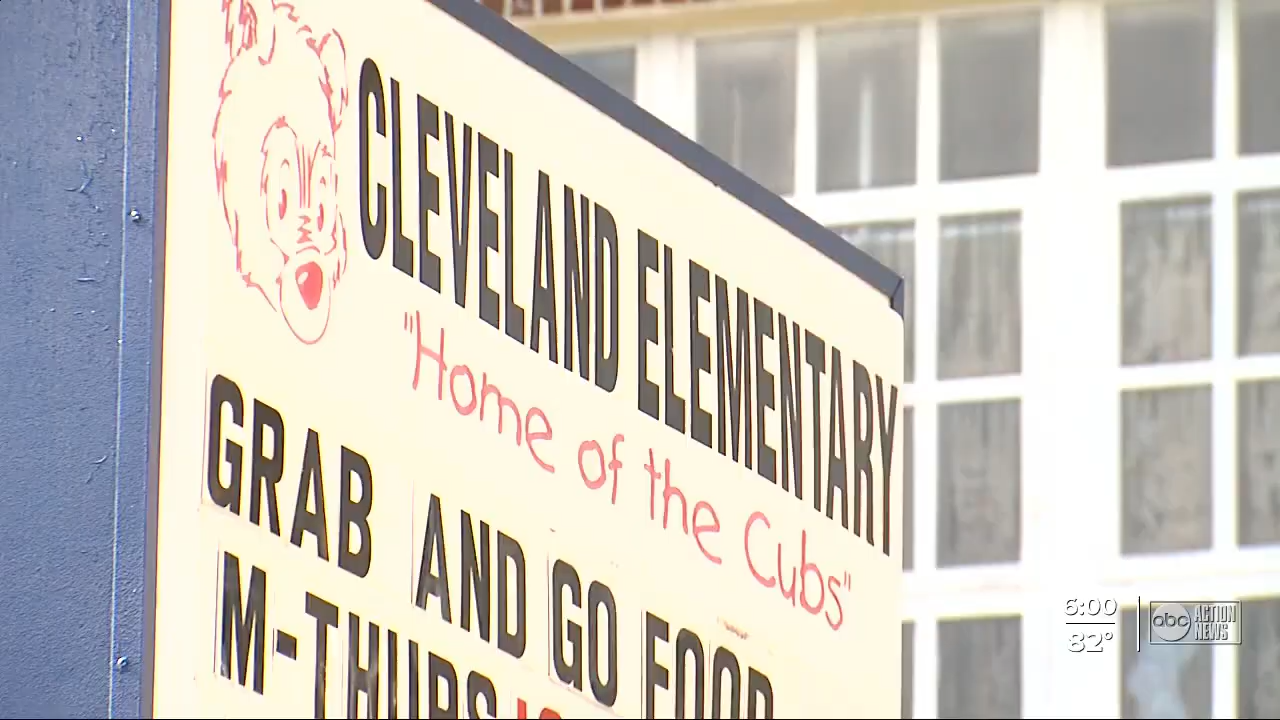 CLEVELAND ELEMENTARY
"Home of the Cubs"
GRAB AND GO FOOD
M-THURS
6:00
82°
abc ACTION NEWS